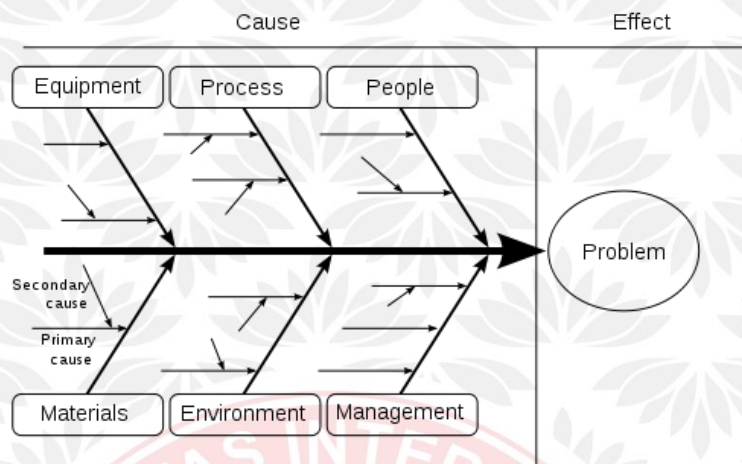 Cause
Effect
Equipment
Process
People
Problem
Secondary
cause
Primary
cause
Materials
Environment
Management